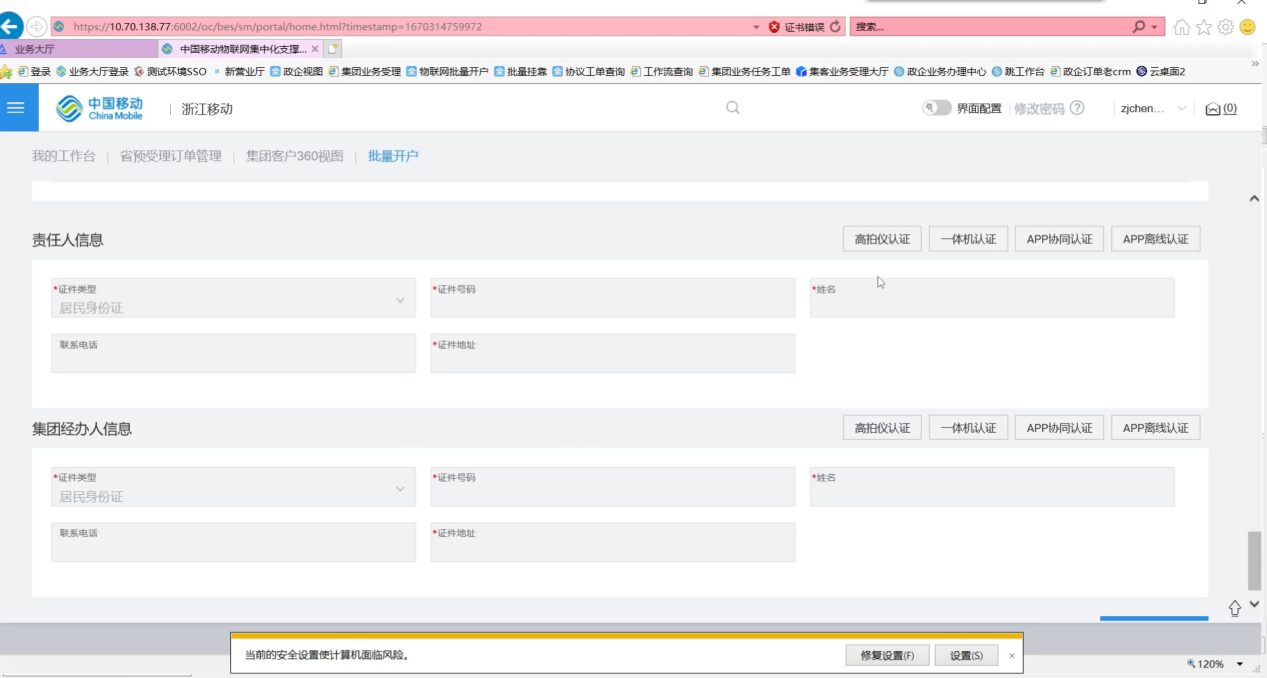 https://10.70.138.77:6002/oc/bes/sm/portal/home.html?timestamp=1670314759972
证书错误
搜索...
业务大厅
中国移动物联网集中化支撑... ×
登录 业务大厅登录 测试环境SSO 新营业厅 政企视图 集团业务受理 物联网批量开户 批量挂靠 协议工单查询 工作流查询 集团业务任务工单 集客业务受理大厅 政企业务办理中心 跳工作台 政企订单老crm 云桌面2 »
中国移动
China Mobile
| 浙江移动
界面配置 修改密码 ? zjchen... (0)
我的工作台 | 省预受理订单管理 | 集团客户360视图 | 批量开户
责任人信息
高拍仪认证 一体机认证 APP协同认证 APP离线认证
*证件类型
居民身份证
*证件号码
*姓名
联系电话
*证件地址
集团经办人信息
高拍仪认证 一体机认证 APP协同认证 APP离线认证
*证件类型
居民身份证
*证件号码
*姓名
联系电话
*证件地址
当前的安全设置使计算机面临风险。
修复设置(F) 设置(S) ×
120%